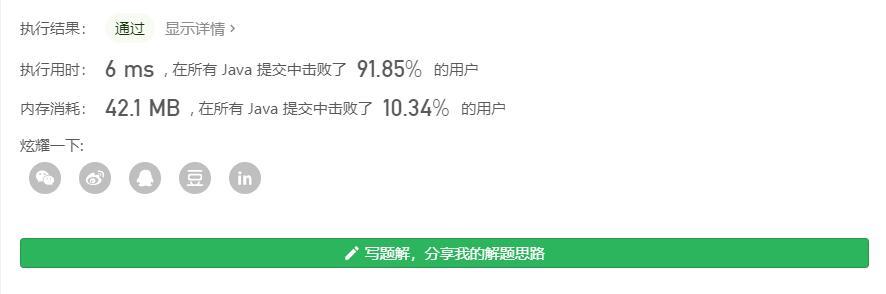 执行结果： 通过 显示详情 ›
执行用时： 6 ms , 在所有 Java 提交中击败了 91.85% 的用户
内存消耗： 42.1 MB , 在所有 Java 提交中击败了 10.34% 的用户
炫耀一下:
豆 in
写题解，分享我的解题思路